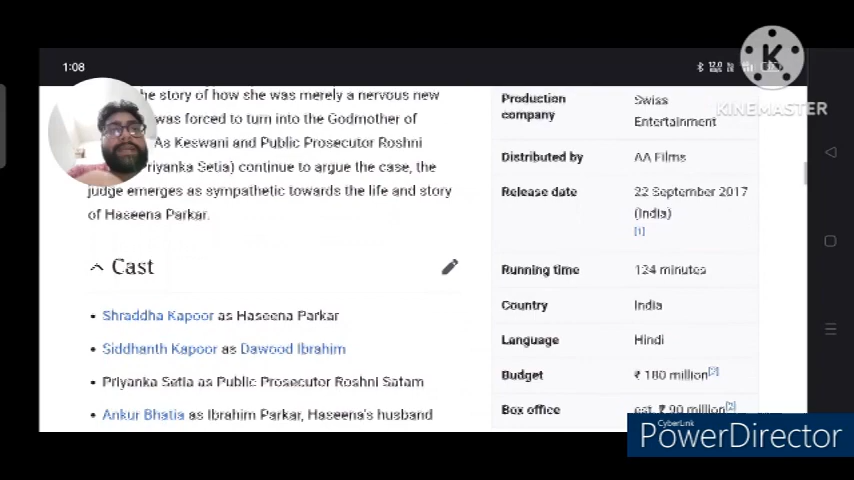 1:08
KINEMASTER
he story of how she was merely a nervous new
was forced to turn into the Godmother of
As Keswani and Public Prosecutor Roshni
Priyanka Setia) continue to argue the case, the
judge emerges as sympathetic towards the life and story
of Haseena Parkar.
Cast
• Shraddha Kapoor as Haseena Parkar
• Siddhanth Kapoor as Dawood Ibrahim
• Priyanka Setia as Public Prosecutor Roshni Satam
• Ankur Bhatia as Ibrahim Parkar, Haseena's husband
Production company Swiss Entertainment
Distributed by AA Films
Release date 22 September 2017 (India) [1]
Running time 124 minutes
Country India
Language Hindi
Budget ₹ 180 million[2]
Box office est. ₹ 90 million[2]
CyberLink
PowerDirector